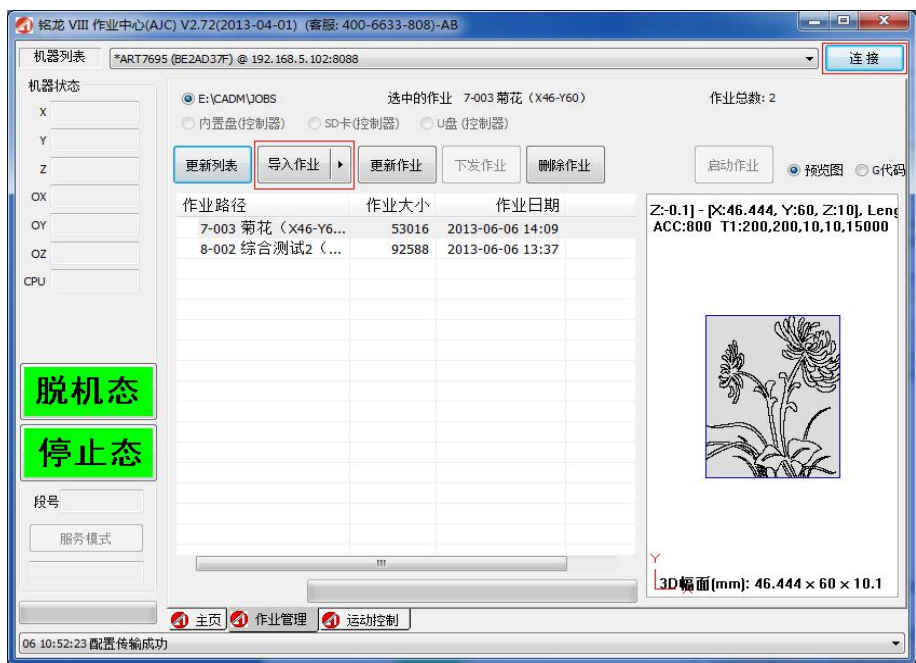 铭龙 VIII 作业中心(AJC) V2.72(2013-04-01) (客服: 400-6633-808)-AB
机器列表 *ART7695 (BE2AD37F) @ 192.168.5.102:8088 连接
机器状态
X
Y
Z
OX
OY
OZ
CPU
脱机态
停止态
段号
服务模式
E:\CADM\JOBS 选中的作业 7-003 菊花（X46-Y60） 作业总数: 2
内置盘(控制器) SD卡(控制器) U盘 (控制器)
更新列表 导入作业 更新作业 下发作业 删除作业 启动作业 预览图 G代码
作业路径 作业大小 作业日期
7-003 菊花（X46-Y6... 53016 2013-06-06 14:09
8-002 综合测试2（... 92588 2013-06-06 13:37
Z:-0.1] - [X:46.444, Y:60, Z:10], Leng
ACC:800 T1:200,200,10,10,15000
Y
X
3D幅面(mm): 46.444 x 60 x 10.1
主页 作业管理 运动控制
06 10:52:23 配置传输成功